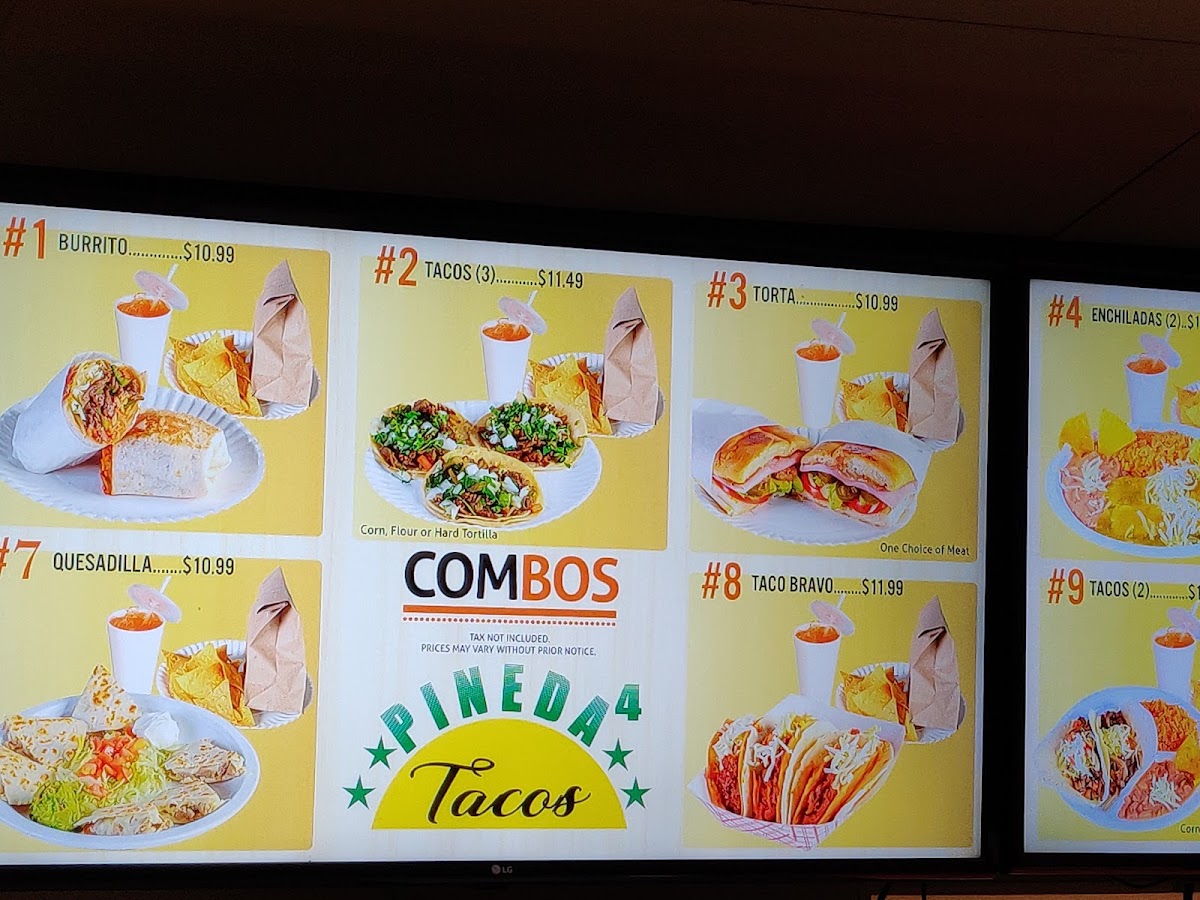 #1 BURRITO.............$10.99
#2 TACOS (3)...........$11.49
Corn, Flour or Hard Tortilla
#3 TORTA.................$10.99
One Choice of Meat
#4 ENCHILADAS (2)..$1
#7 QUESADILLA.......$10.99
COMBOS
TAX NOT INCLUDED.
PRICES MAY VARY WITHOUT PRIOR NOTICE.
PINEDA 4
Tacos
#8 TACO BRAVO.........$11.99
#9 TACOS (2)............$1
Corn
LG